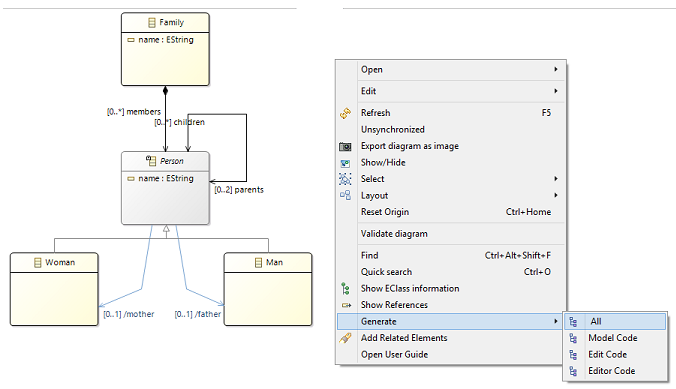 Family
name : EString
[0..*] members
[0..*] children
Person
name : EString
[0..2] parents
Woman
Man
[0..1] /mother
[0..1] /father
Open
Edit
Refresh F5
Unsynchronized
Export diagram as image
Show/Hide
Select
Layout
Reset Origin Ctrl+Home
Validate diagram
Find Ctrl+Alt+Shift+F
Quick search Ctrl+O
Show EClass information
Show References
Generate
Add Related Elements
Open User Guide
All
Model Code
Edit Code
Editor Code